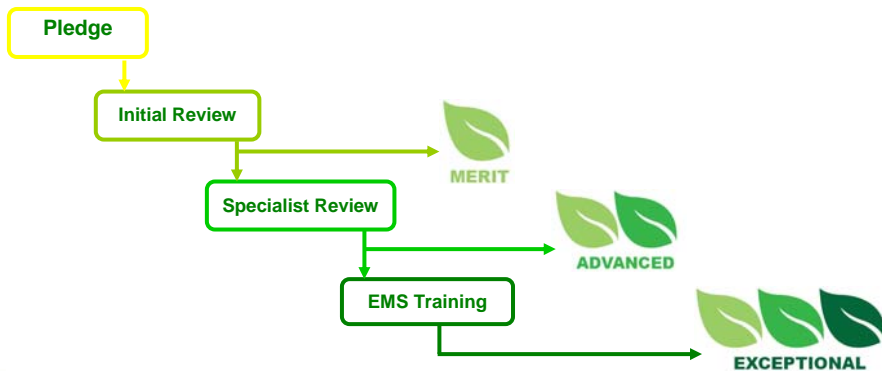 Pledge
Initial Review
MERIT
Specialist Review
ADVANCED
EMS Training
EXCEPTIONAL